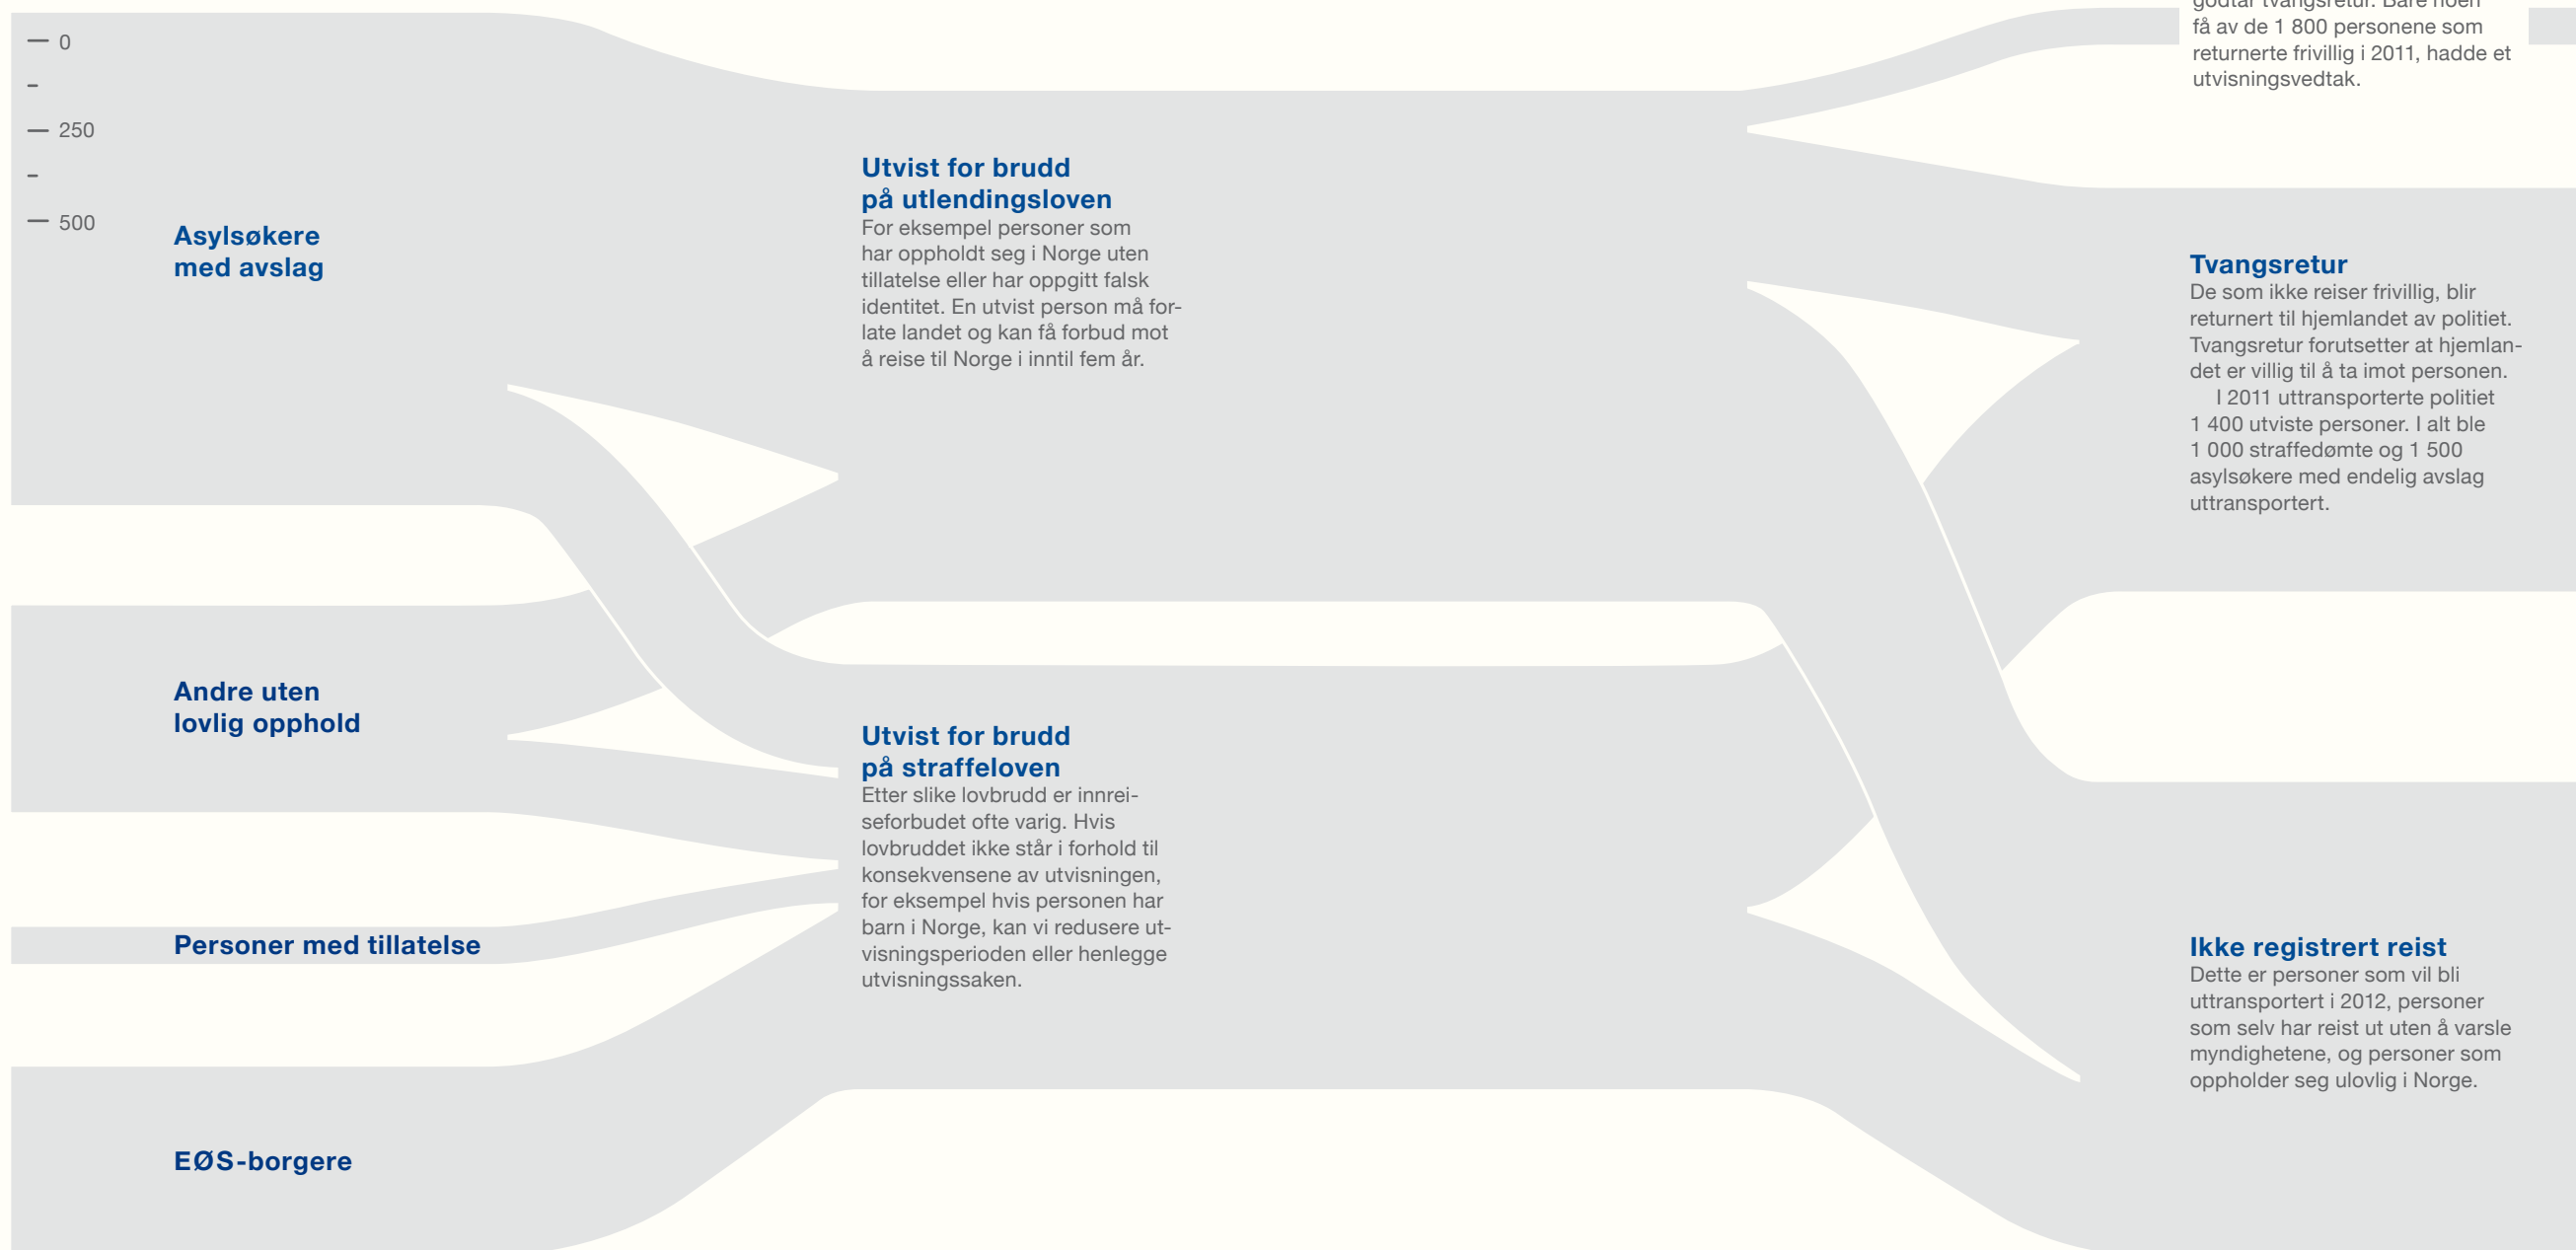 0
250
500
Asylsøkere
med avslag
Andre uten
lovlig opphold
Personer med tillatelse
EØS-borgere
Utvist for brudd
på utlendingsloven
For eksempel personer som
har oppholdt seg i Norge uten
tillatelse eller har oppgitt falsk
identitet. En utvist person må for-
late landet og kan få forbud mot
å reise til Norge i inntil fem år.
Utvist for brudd
på straffeloven
Etter slike lovbrudd er innrei-
seforbudet ofte varig. Hvis
lovbruddet ikke står i forhold til
konsekvensene av utvisningen,
for eksempel hvis personen har
barn i Norge, kan vi redusere ut-
visningsperioden eller henlegge
utvisningssaken.
godtar tvangsretur. Bare noen
få av de 1 800 personene som
returnerte frivillig i 2011, hadde et
utvisningsvedtak.
Tvangsretur
De som ikke reiser frivillig, blir
returnert til hjemlandet av politiet.
Tvangsretur forutsetter at hjemlan-
det er villig til å ta imot personen.
I 2011 uttransporterte politiet
1 400 utviste personer. I alt ble
1 000 straffedømte og 1 500
asylsøkere med endelig avslag
uttransportert.
Ikke registrert reist
Dette er personer som vil bli
uttransportert i 2012, personer
som selv har reist ut uten å varsle
myndighetene, og personer som
oppholder seg ulovlig i Norge.